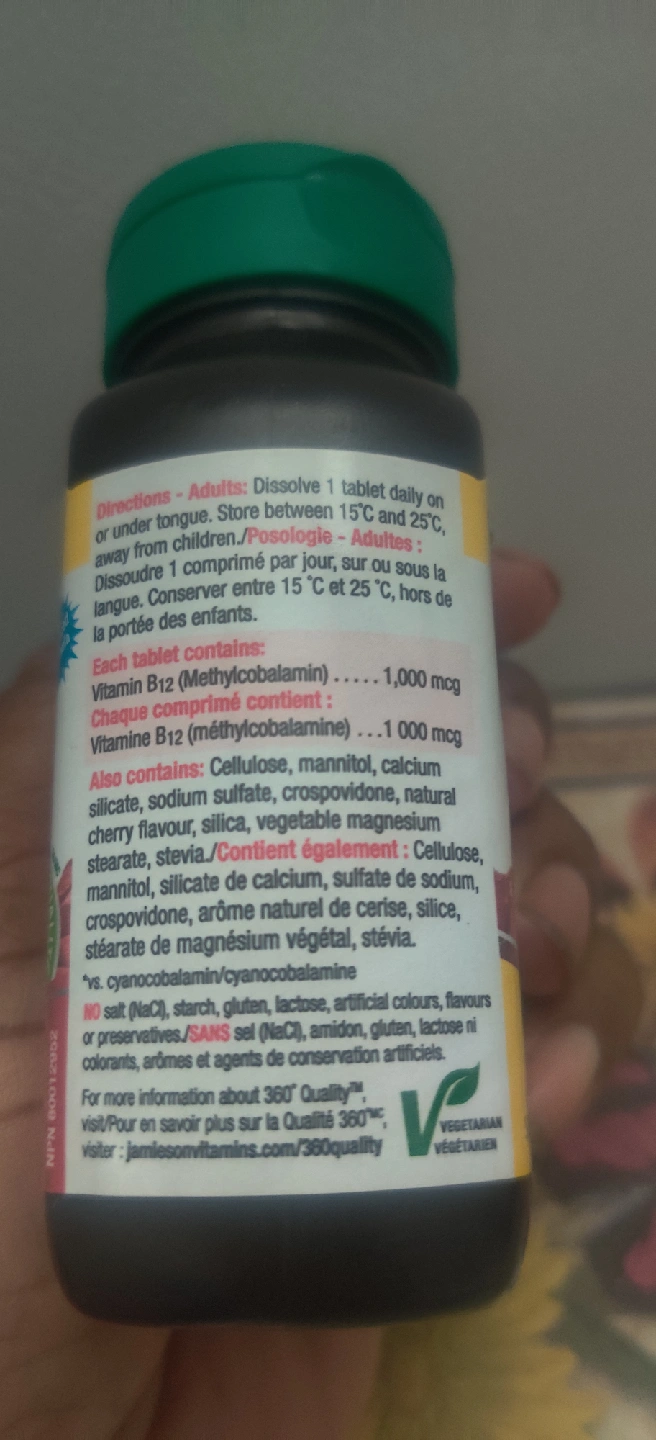 Directions - Adults: Dissolve 1 tablet daily on
or under tongue. Store between 15°C and 25°C,
away from children./Posologie - Adultes :
Dissoudre 1 comprimé par jour, sur ou sous la
langue. Conserver entre 15 °C et 25 °C, hors de
la portée des enfants.
Each tablet contains:
Vitamin B12 (Methylcobalamin) ..... 1,000 mcg
Chaque comprimé contient :
Vitamine B12 (méthylcobalamine) ...1 000 mcg
Also contains: Cellulose, mannitol, calcium
silicate, sodium sulfate, crospovidone, natural
cherry flavour, silica, vegetable magnesium
stearate, stevia./Contient également : Cellulose,
mannitol, silicate de calcium, sulfate de sodium,
crospovidone, arôme naturel de cerise, silice,
stéarate de magnésium végétal, stévia.
*vs. cyanocobalamin/cyanocobalamine
NO salt (NaCl), starch, gluten, lactose, artificial colours, flavours
or preservatives./SANS sel (NaCl), amidon, gluten, lactose ni
colorants, arômes et agents de conservation artificiels.
For more information about 360° Quality™,
visit/Pour en savoir plus sur la Qualité 360°MC,
visiter : jamiesonvitamins.com/360quality
VEGETARIAN
VÉGÉTARIEN
NPN 80012952